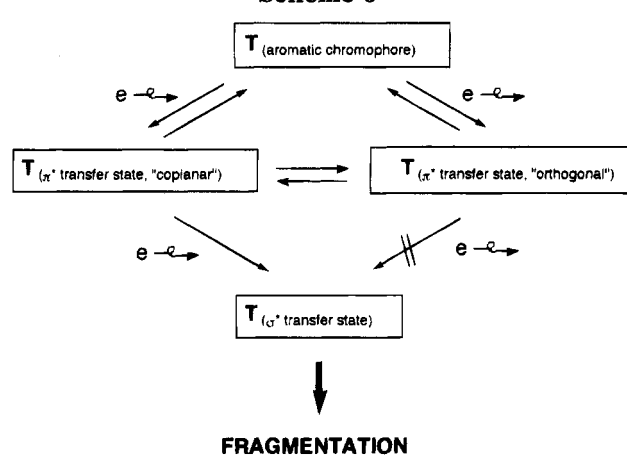 T (aromatic chromophore)
e e
T (π* transfer state, "coplanar") T (π* transfer state, "orthogonal")
e e
T (σ* transfer state)
FRAGMENTATION